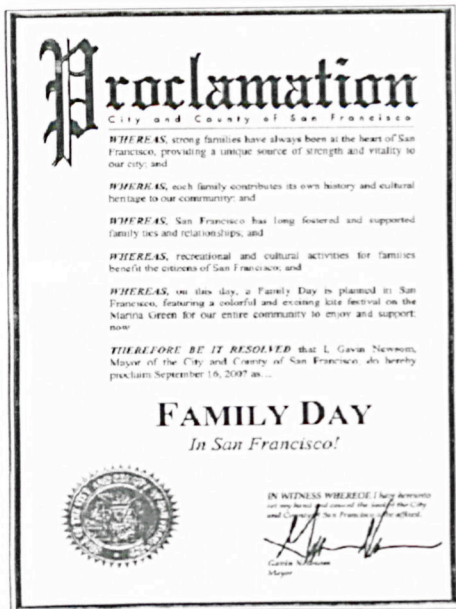 Proclamation
City and County of San Francisco
WHEREAS, strong families have always been at the heart of San
Francisco, providing a unique source of strength and vitality to
our city; and
WHEREAS, each family contributes its own history and cultural
heritage to our community; and
WHEREAS, San Francisco has long fostered and supported
family ties and relationships; and
WHEREAS, recreational and cultural activities for families
benefit the citizens of San Francisco; and
WHEREAS, on this day, a Family Day is planned in San
Francisco, featuring a colorful and exciting kite festival on the
Marina Green for our entire community to enjoy and support;
now
THEREFORE BE IT RESOLVED that I, Gavin Newsom,
Mayor of the City and County of San Francisco, do hereby
proclaim September 16, 2007 as...
FAMILY DAY
In San Francisco!
IN WITNESS WHEREOF, I have hereunto
set my hand and caused the Seal of the City
and County of San Francisco to be affixed.
Gavin Newsom
Mayor